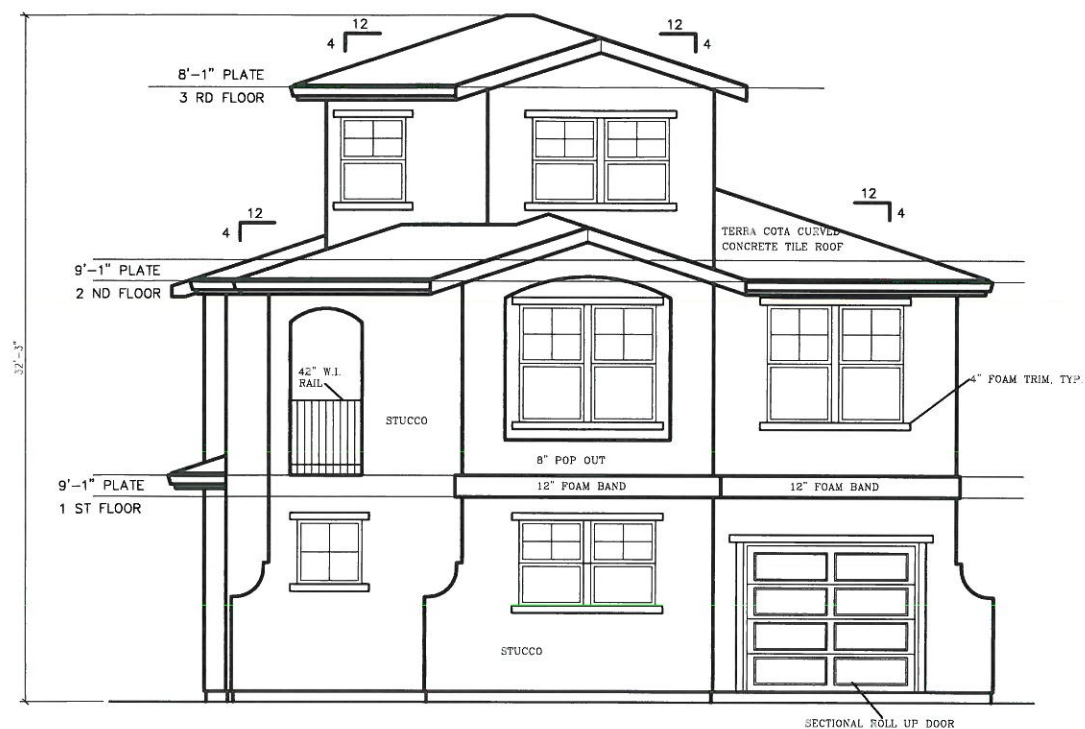 12
4
12
4
8'-1" PLATE
3 RD FLOOR
12
4
12
4
TERRA COTA CURVED
CONCRETE TILE ROOF
9'-1" PLATE
2 ND FLOOR
32'-3"
42" W.I.
RAIL
4" FOAM TRIM, TYP.
STUCCO
8" POP OUT
9'-1" PLATE
12" FOAM BAND
12" FOAM BAND
1 ST FLOOR
STUCCO
SECTIONAL ROLL UP DOOR